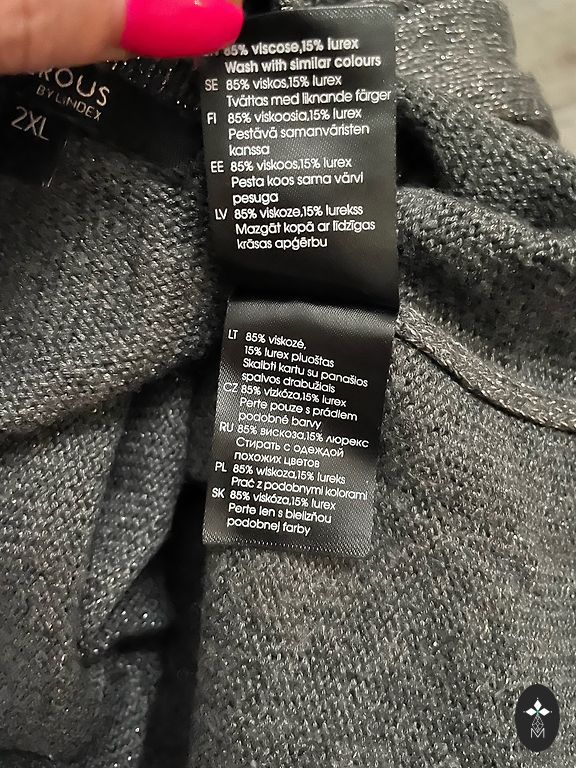 ROUS
BY LINDEX
2XL
85% viscose,15% lurex
Wash with similar colours
SE 85% viskos,15% lurex
Tvättas med liknande färger
FI 85% viskoosia,15% lurex
Pestävä samanväristen
kanssa
EE 85% viskoos,15% lurex
Pesta koos sama värvi
pesuga
LV 85% viskoze,15% lurekss
Mazgāt kopā ar līdzīgas
krāsas apģērbu
LT 85% viskozė,
15% lurex pluoštas
Skalbti kartu su panašios
spalvos drabužiais
CZ 85% vizkóza,15% lurex
Perte pouze s prádlem
podobné barvy
RU 85% вискоза,15% люрекс
Стирать с одеждой
похожих цветов
PL 85% wiskoza,15% lureks
Prać z podobnymi kolorami
SK 85% viskóza,15% lurex
Perte len s bielizňou
podobnej farby
M